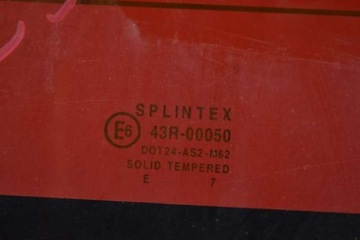 SPLINTEX
E6 43R-00050
DOT24-AS2-M62
SOLID TEMPERED
E 7